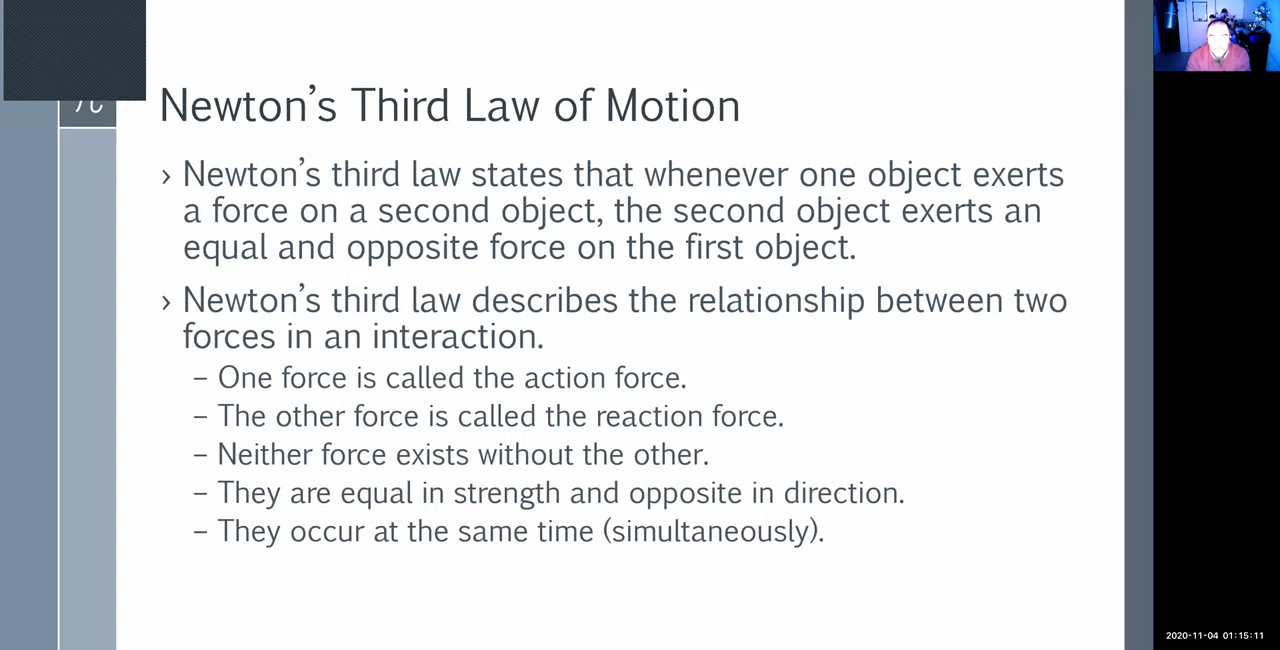 Newton’s Third Law of Motion
› Newton’s third law states that whenever one object exerts
a force on a second object, the second object exerts an
equal and opposite force on the first object.
› Newton’s third law describes the relationship between two
forces in an interaction.
– One force is called the action force.
– The other force is called the reaction force.
– Neither force exists without the other.
– They are equal in strength and opposite in direction.
– They occur at the same time (simultaneously).
2020-11-04 01:15:11